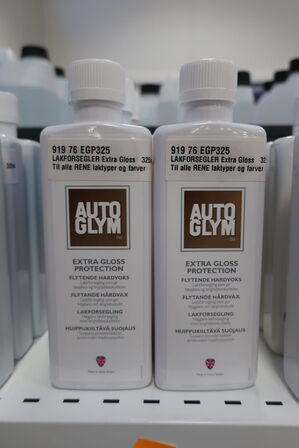 919 76 EGP325
LAKFORSEGLER Extra Gloss 325
Til alle RENE laktyper og farver
AUTO
GLYM
EXTRA GLOSS
PROTECTION
FLYTENDE HARDVOKS
FLYTANDE HÅRDVAX
LAKFORSEGLING
HUIPPUKIILTÄVÄ SUOJAUS
919 76 EGP325
LAKFORSEGLER Extra Gloss 32
Til alle RENE laktyper og farver
AUTO
GLYM
EXTRA GLOSS
PROTECTION
FLYTENDE HARDVOKS
FLYTANDE HÅRDVAX
LAKFORSEGLING
HUIPPUKIILTÄVÄ SUOJAUS